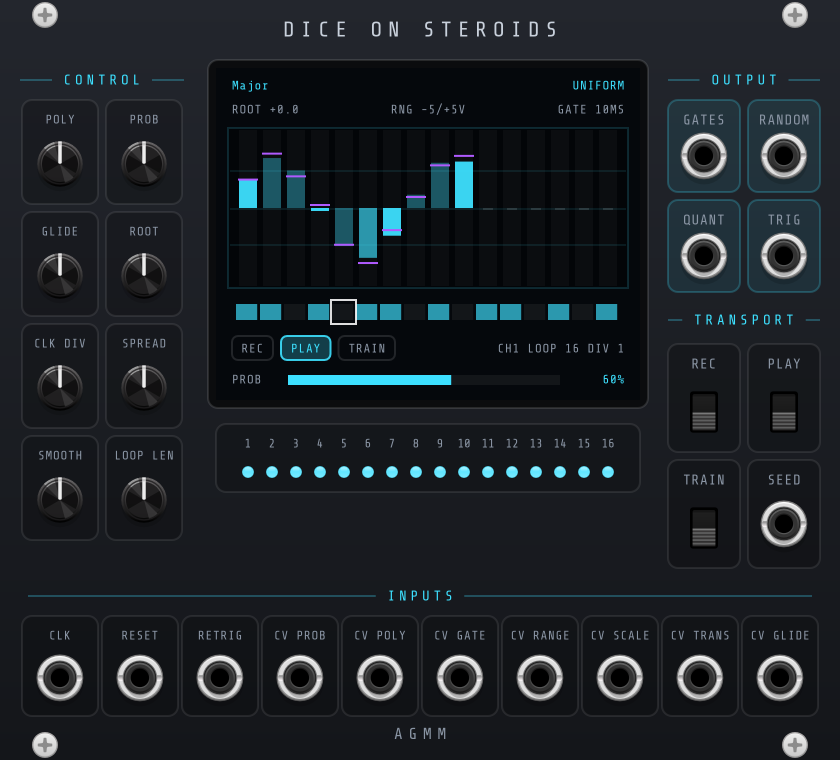 DICE ON STEROIDS
CONTROL
POLY PROB
GLIDE ROOT
CLK DIV SPREAD
SMOOTH LOOP LEN
Major UNIFORM
ROOT +0.0 RNG -5/+5V GATE 10MS
REC PLAY TRAIN CH1 LOOP 16 DIV 1
PROB 60%
1 2 3 4 5 6 7 8 9 10 11 12 13 14 15 16
OUTPUT
GATES RANDOM
QUANT TRIG
TRANSPORT
REC PLAY
TRAIN SEED
INPUTS
CLK RESET RETRIG CV PROB CV POLY CV GATE CV RANGE CV SCALE CV TRANS CV GLIDE
AGMM